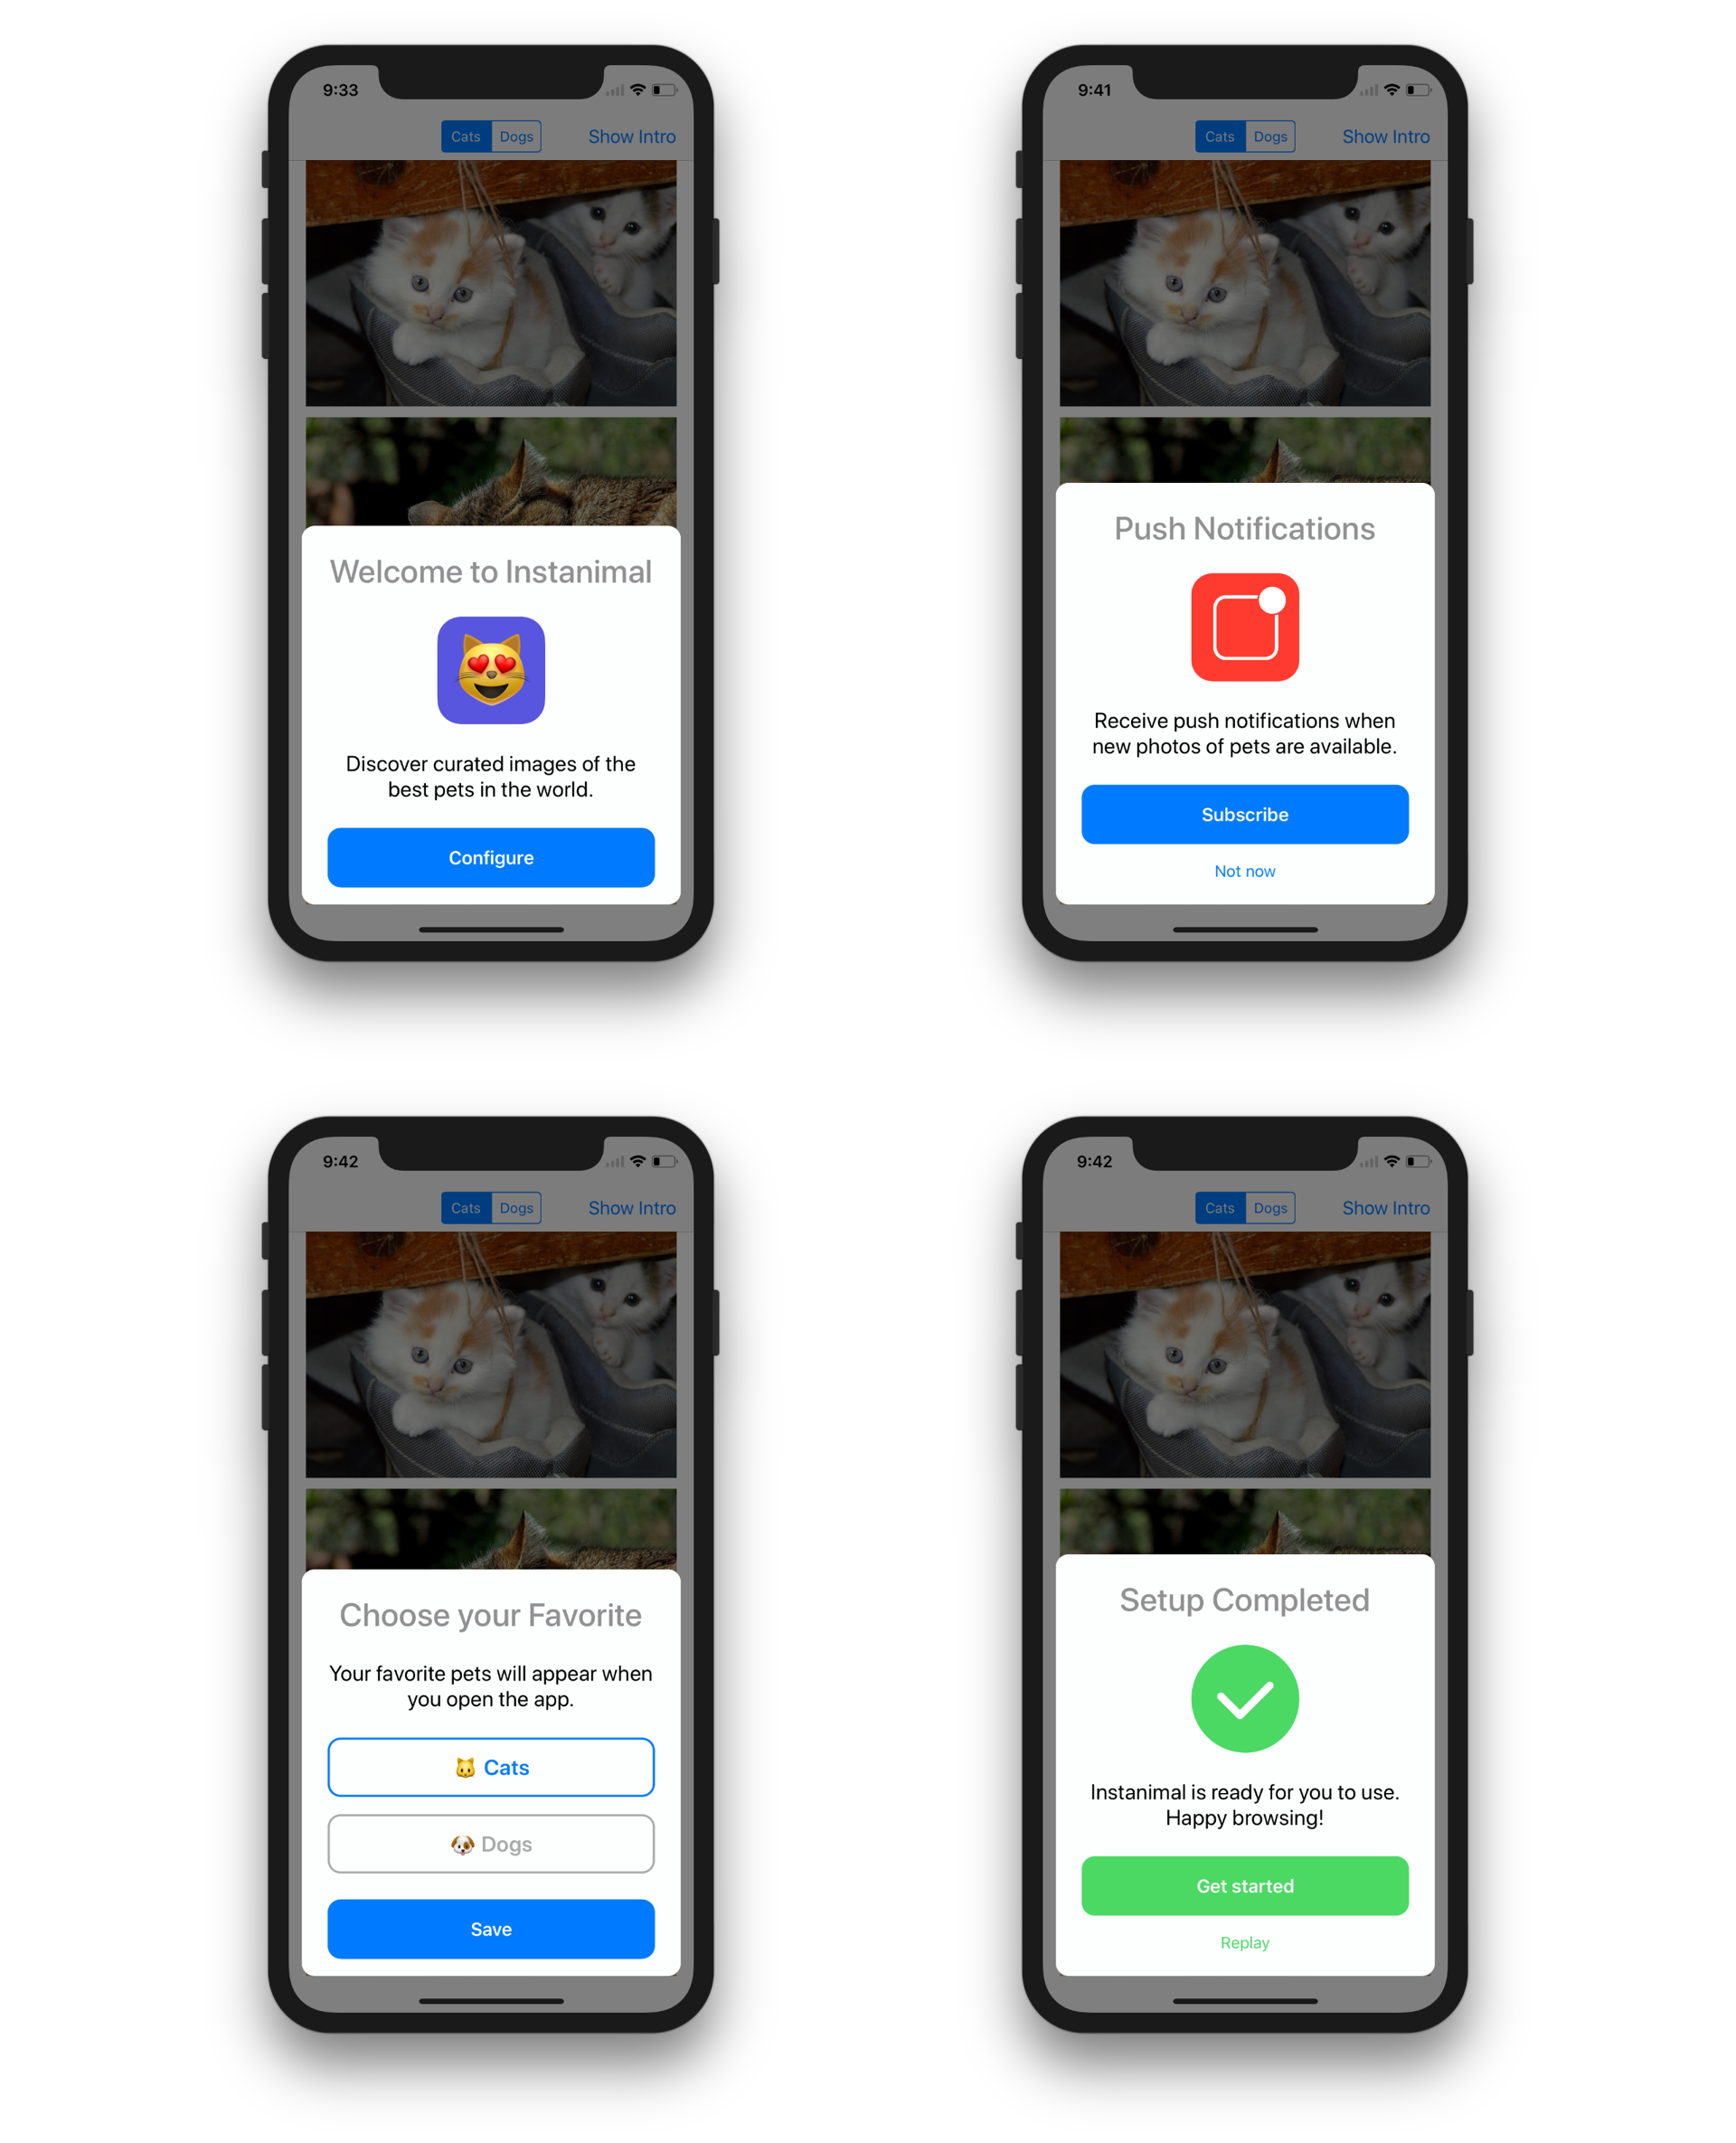 9:33
Cats Dogs Show Intro
Welcome to Instanimal
Discover curated images of the
best pets in the world.
Configure
9:41
Cats Dogs Show Intro
Push Notifications
Receive push notifications when
new photos of pets are available.
Subscribe
Not now
9:42
Cats Dogs Show Intro
Choose your Favorite
Your favorite pets will appear when
you open the app.
🐱 Cats
🐶 Dogs
Save
9:42
Cats Dogs Show Intro
Setup Completed
Instanimal is ready for you to use.
Happy browsing!
Get started
Replay